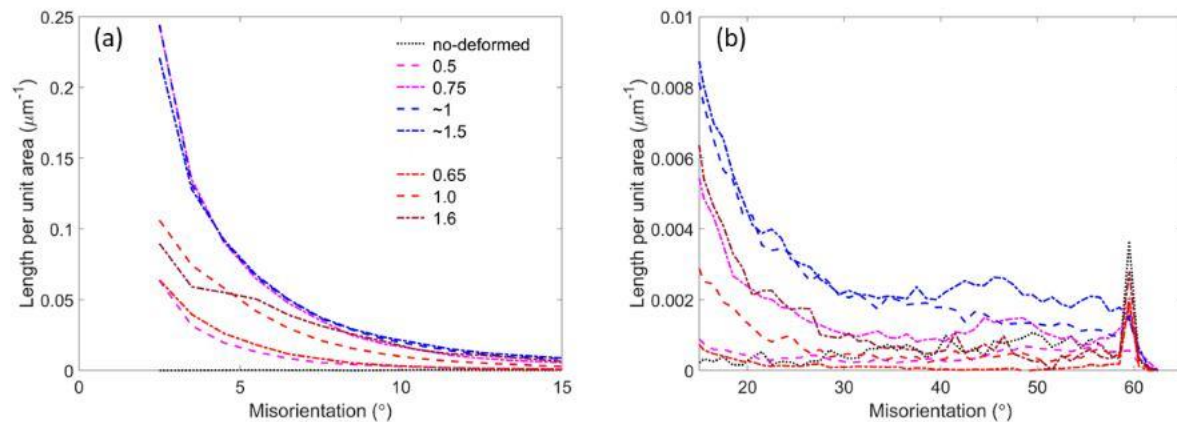 (a)
0.25
0.2
0.15
0.1
0.05
0
Length per unit area (μm⁻¹)
0 5 10 15
Misorientation (°)
no-deformed
0.5
0.75
~1
~1.5
0.65
1.0
1.6
(b)
0.01
0.008
0.006
0.004
0.002
0
Length per unit area (μm⁻¹)
20 30 40 50 60
Misorientation (°)